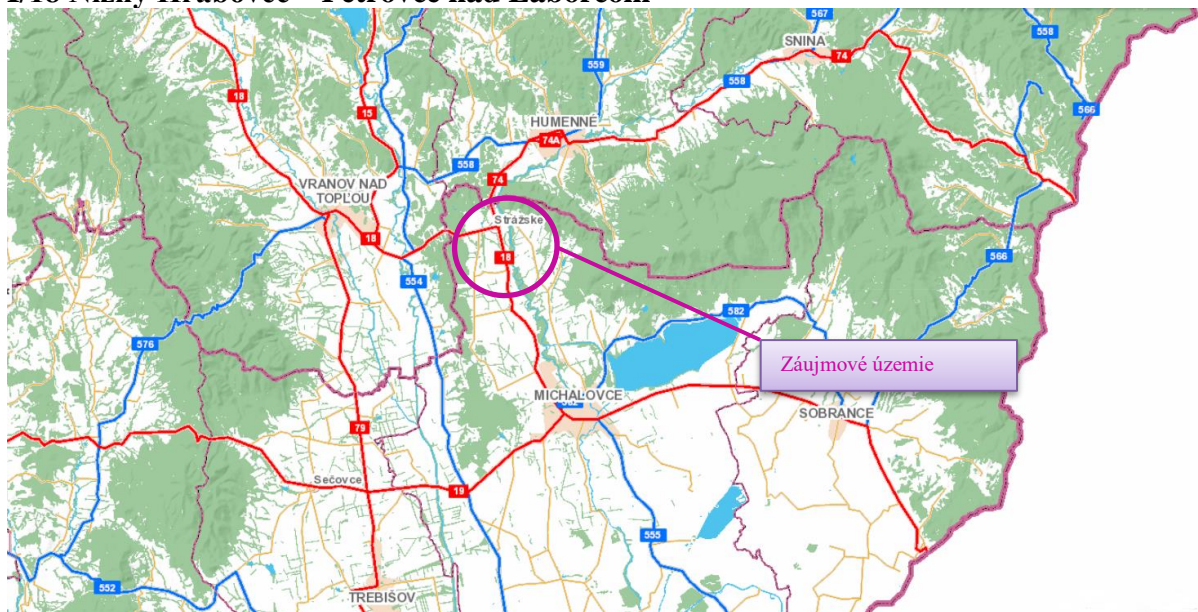 I/18 Nižný Hrabovec – Petrovce nad Laborcom
567
558
SNINA
74
559
558
18
15
566
HUMENNÉ
74A
558
74
VRANOV NAD
TOPĽOU
Strážske
18
18
566
554
582
576
Záujmové územie
MICHALOVCE
582
SOBRANCE
79
Sečovce
19
555
552
TREBIŠOV